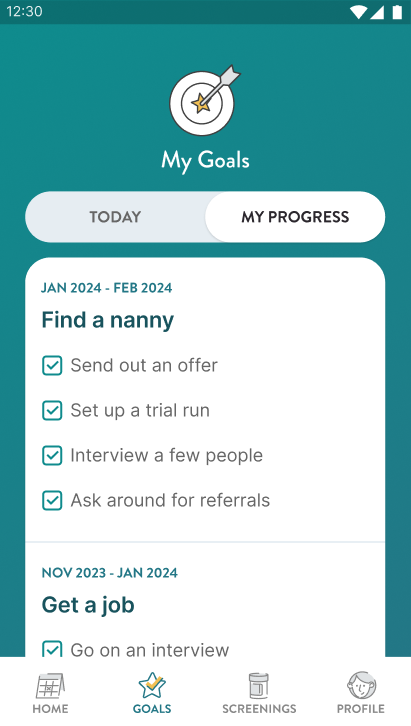 12:30
My Goals
TODAY
MY PROGRESS
JAN 2024 - FEB 2024
Find a nanny
Send out an offer
Set up a trial run
Interview a few people
Ask around for referrals
NOV 2023 - JAN 2024
Get a job
Go on an interview
HOME
GOALS
SCREENINGS
PROFILE